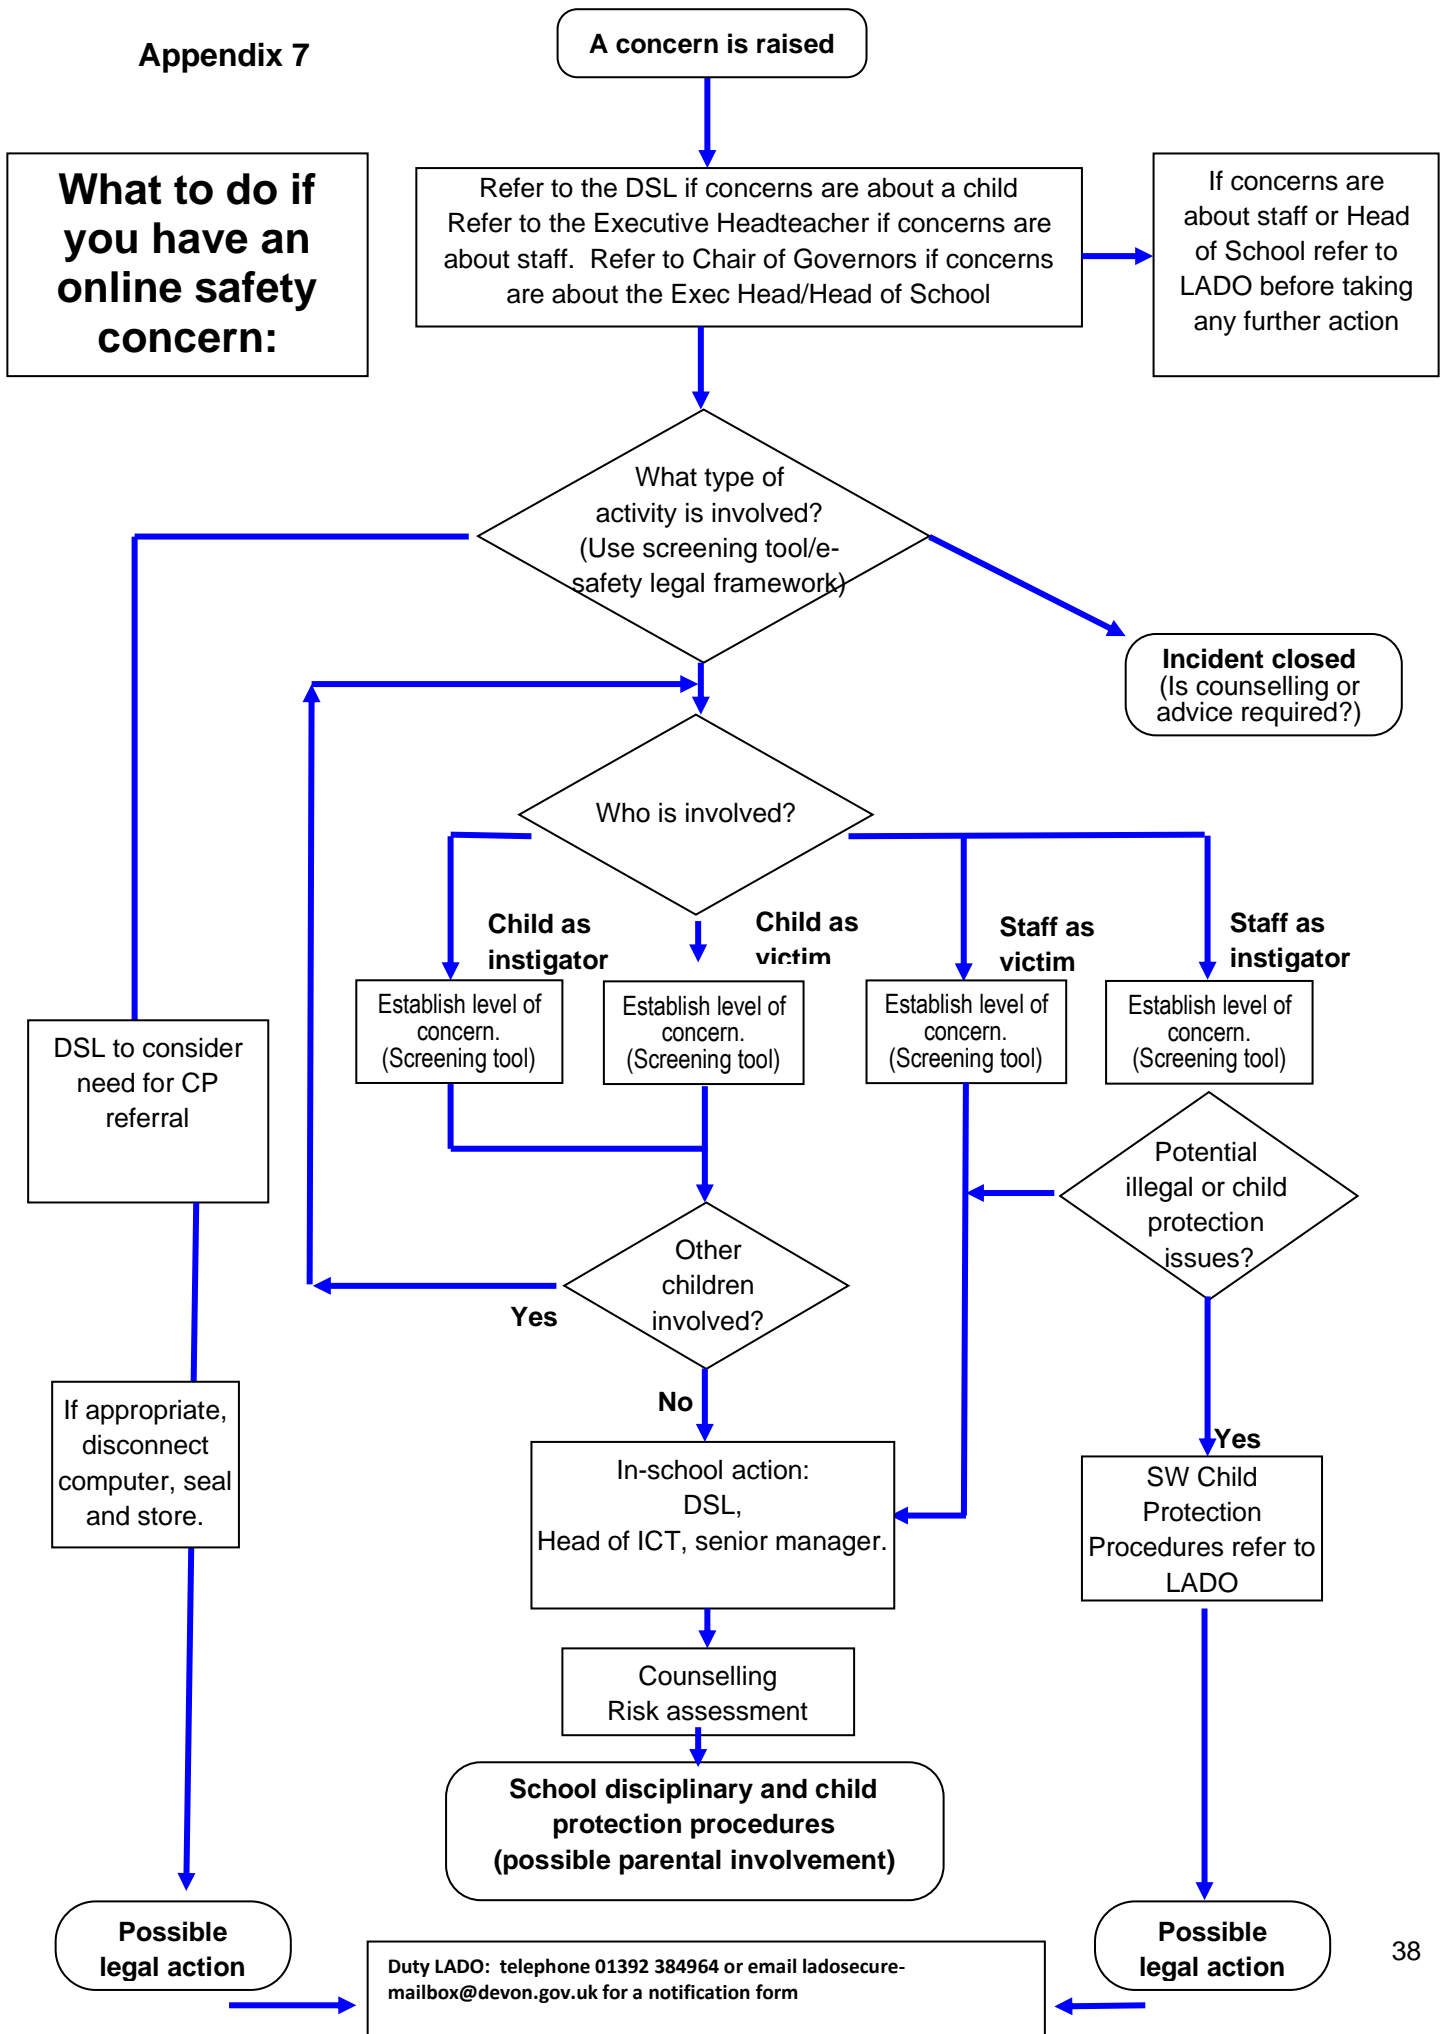 Appendix 7
A concern is raised
What to do if
you have an
online safety
concern:
Refer to the DSL if concerns are about a child
Refer to the Executive Headteacher if concerns are
about staff.  Refer to Chair of Governors if concerns
are about the Exec Head/Head of School
If concerns are
about staff or Head
of School refer to
LADO before taking
any further action
What type of
activity is involved?
(Use screening tool/e-
safety legal framework)
Incident closed
(Is counselling or
advice required?)
Who is involved?
Child as
instigator
Child as
victim
Staff as
victim
Staff as
instigator
Establish level of
concern.
(Screening tool)
Establish level of
concern.
(Screening tool)
Establish level of
concern.
(Screening tool)
Establish level of
concern.
(Screening tool)
DSL to consider
need for CP
referral
Potential
illegal or child
protection
issues?
Other
children
involved?
Yes
No
If appropriate,
disconnect
computer, seal
and store.
In-school action:
DSL,
Head of ICT, senior manager.
Yes
SW Child
Protection
Procedures refer to
LADO
Counselling
Risk assessment
School disciplinary and child
protection procedures
(possible parental involvement)
Possible
legal action
Possible
legal action
Duty LADO:  telephone 01392 384964 or email ladosecure-
mailbox@devon.gov.uk for a notification form
38